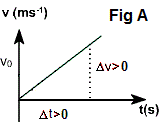 v (ms⁻¹)
Fig A
v₀
Δv>0
Δt>0
t(s)